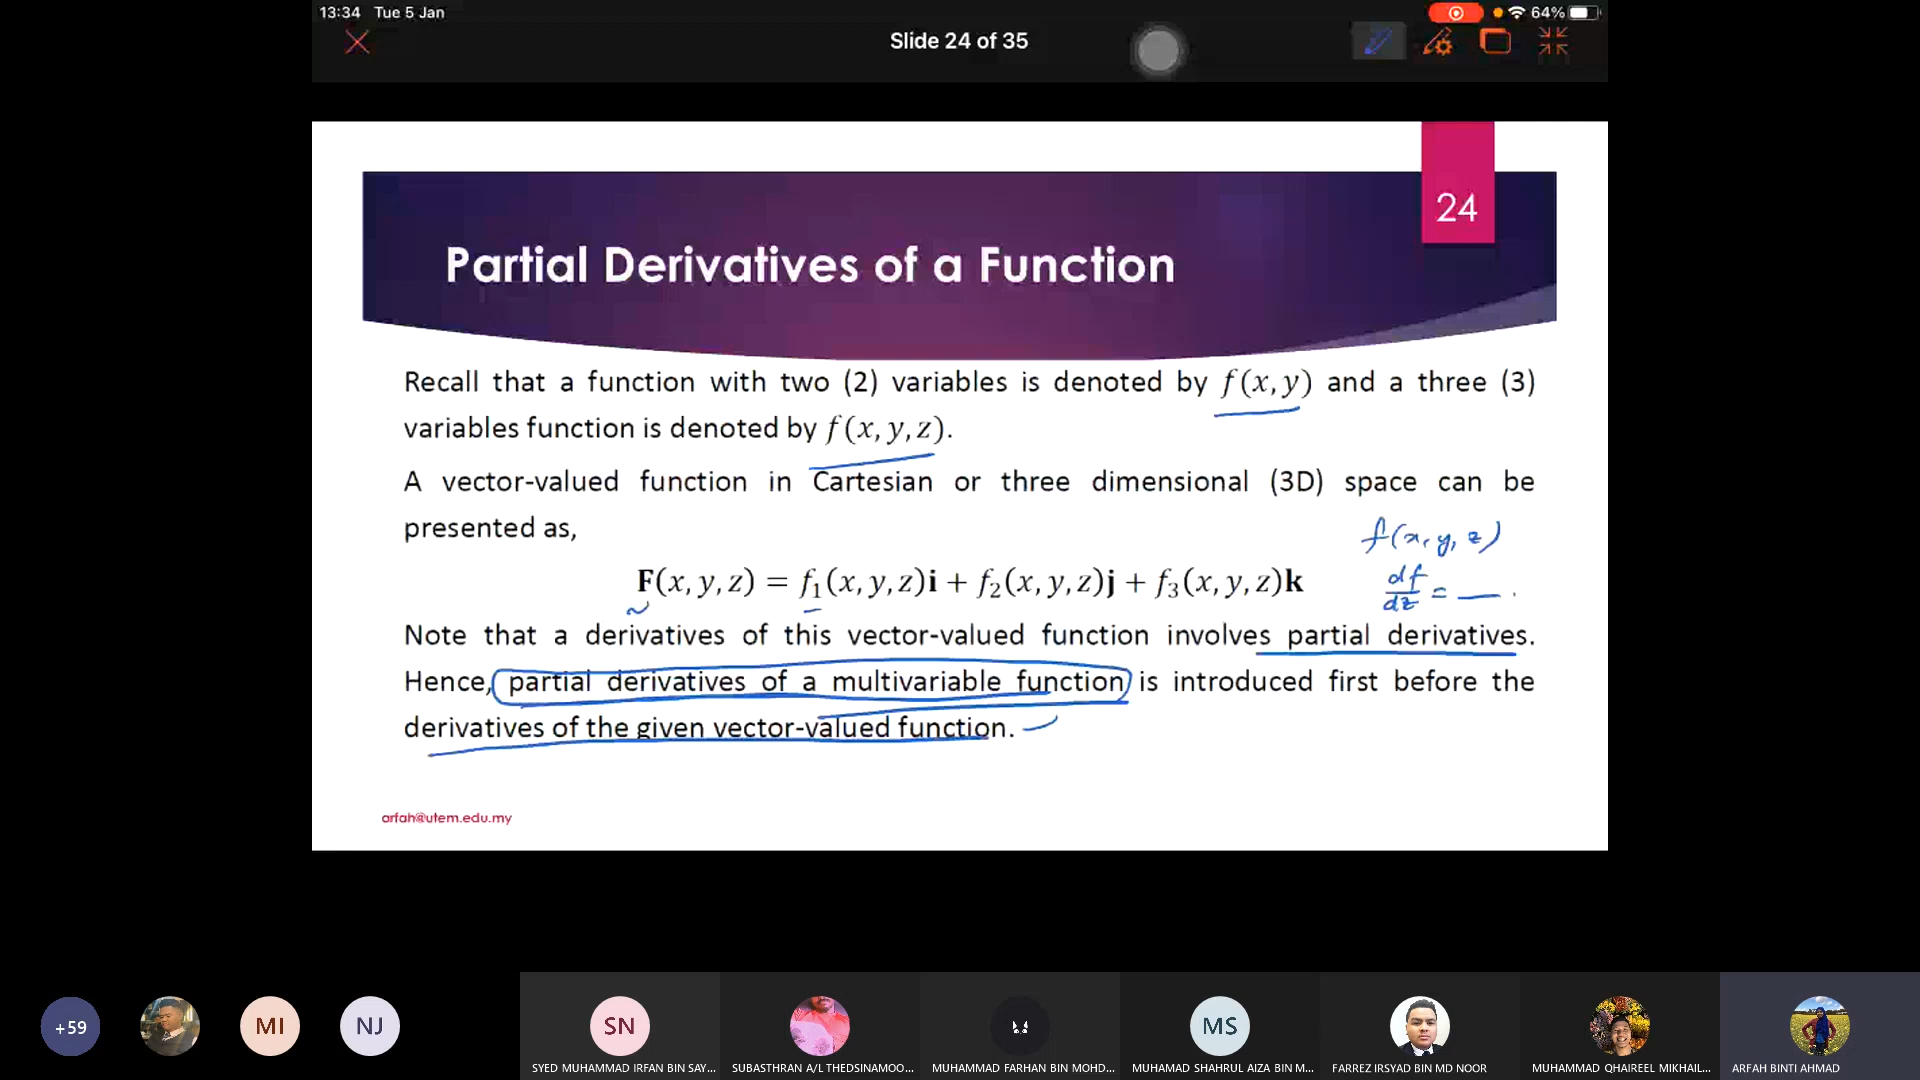 13:34 Tue 5 Jan
64%
Slide 24 of 35
24
Partial Derivatives of a Function
Recall that a function with two (2) variables is denoted by f(x, y) and a three (3)
variables function is denoted by f(x, y, z).
A vector-valued function in Cartesian or three dimensional (3D) space can be
presented as,
f(x, y, z)
F(x, y, z) = f₁(x, y, z)i + f₂(x, y, z)j + f₃(x, y, z)k
df/dz = __ .
Note that a derivatives of this vector-valued function involves partial derivatives.
Hence, partial derivatives of a multivariable function is introduced first before the
derivatives of the given vector-valued function.
arfah@utem.edu.my
+59
MI
NJ
SN
MS
SYED MUHAMMAD IRFAN BIN SAY...
SUBASTHRAN A/L THEDSINAMOO...
MUHAMMAD FARHAN BIN MOHD...
MUHAMAD SHAHRUL AIZA BIN M...
FARREZ IRSYAD BIN MD NOOR
MUHAMMAD QHAIREEL MIKHAIL...
ARFAH BINTI AHMAD